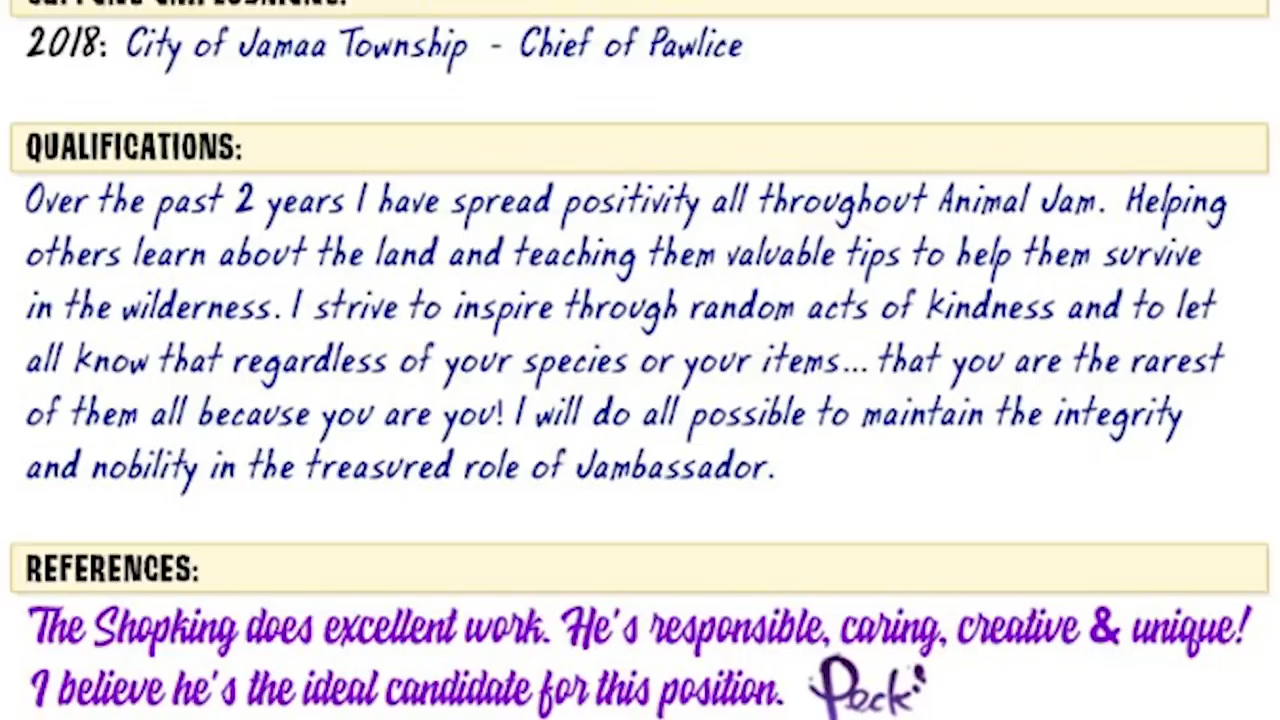 2018: City of Jamaa Township - Chief of Pawlice
QUALIFICATIONS:
Over the past 2 years I have spread positivity all throughout Animal Jam. Helping
others learn about the land and teaching them valuable tips to help them survive
in the wilderness. I strive to inspire through random acts of kindness and to let
all know that regardless of your species or your items... that you are the rarest
of them all because you are you! I will do all possible to maintain the integrity
and nobility in the treasured role of Jambassador.
REFERENCES:
The Shopking does excellent work. He's responsible, caring, creative & unique!
I believe he's the ideal candidate for this position. Peck